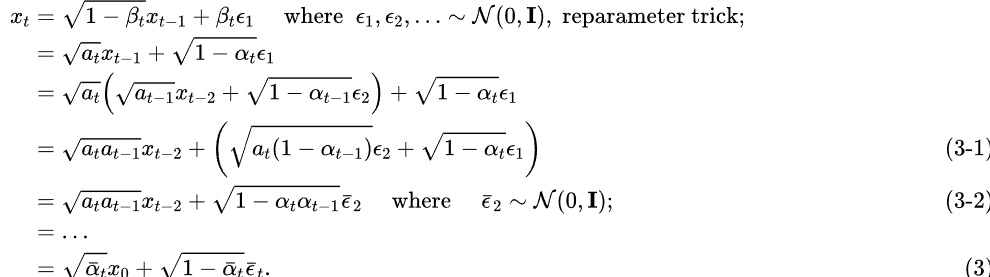 x_t = √(1 − β_t) x_{t−1} + β_t ϵ_1 where ϵ_1, ϵ_2, … ∼ 𝒩(0, 𝐈), reparameter trick;
= √(a_t) x_{t−1} + √(1 − α_t) ϵ_1
= √(a_t) (√(a_{t−1}) x_{t−2} + √(1 − α_{t−1}) ϵ_2) + √(1 − α_t) ϵ_1
= √(a_t a_{t−1}) x_{t−2} + (√(a_t(1 − α_{t−1})) ϵ_2 + √(1 − α_t) ϵ_1) (3-1)
= √(a_t a_{t−1}) x_{t−2} + √(1 − α_t α_{t−1}) ϵ̄_2 where ϵ̄_2 ∼ 𝒩(0, 𝐈); (3-2)
= …
= √(ᾱ_t) x_0 + √(1 − ᾱ_t) ϵ̄_t. (3)